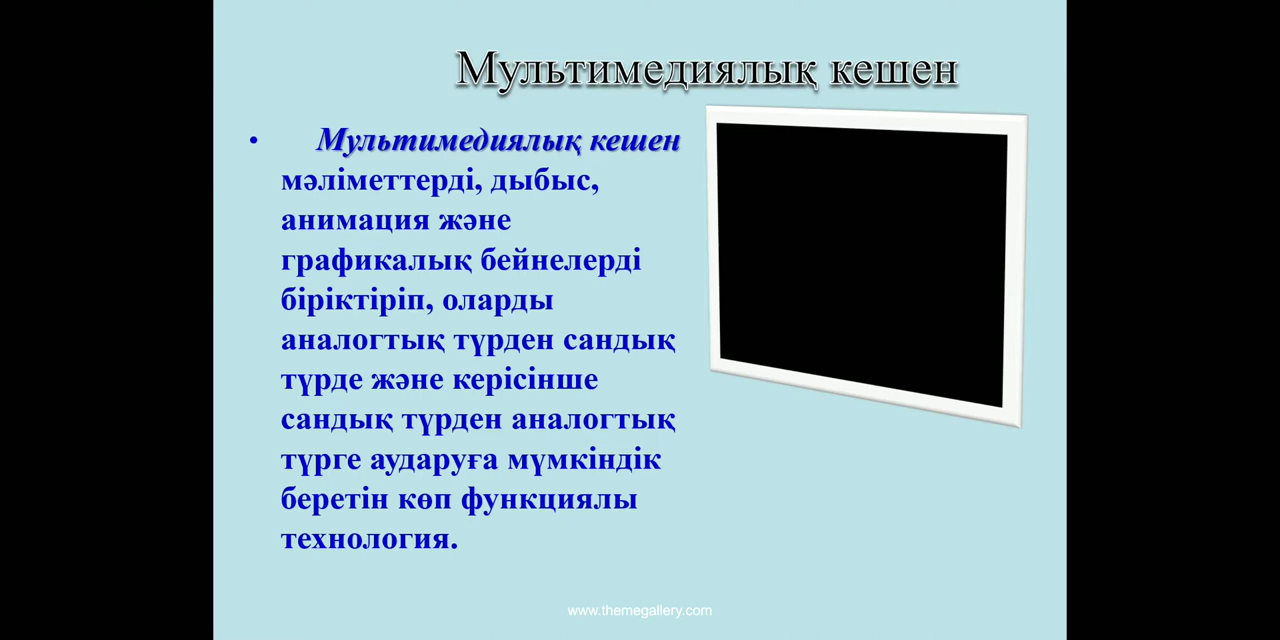 Мультимедиялық кешен
• Мультимедиялық кешен
мәліметтерді, дыбыс,
анимация және
графикалық бейнелерді
біріктіріп, оларды
аналогтық түрден сандық
түрде және керісінше
сандық түрден аналогтық
түрге аударуға мүмкіндік
беретін көп функциялы
технология.
www.themegallery.com